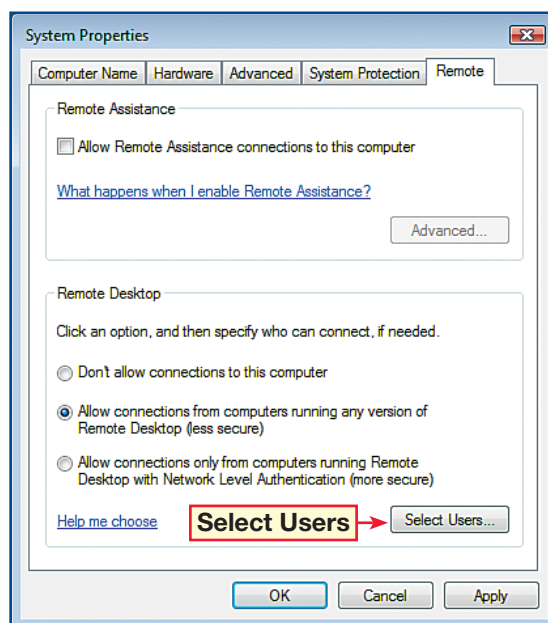 System Properties
Computer Name Hardware Advanced System Protection Remote
Remote Assistance
Allow Remote Assistance connections to this computer
What happens when I enable Remote Assistance?
Advanced...
Remote Desktop
Click an option, and then specify who can connect, if needed.
Don't allow connections to this computer
Allow connections from computers running any version of
Remote Desktop (less secure)
Allow connections only from computers running Remote
Desktop with Network Level Authentication (more secure)
Help me choose Select Users Select Users...
OK Cancel Apply